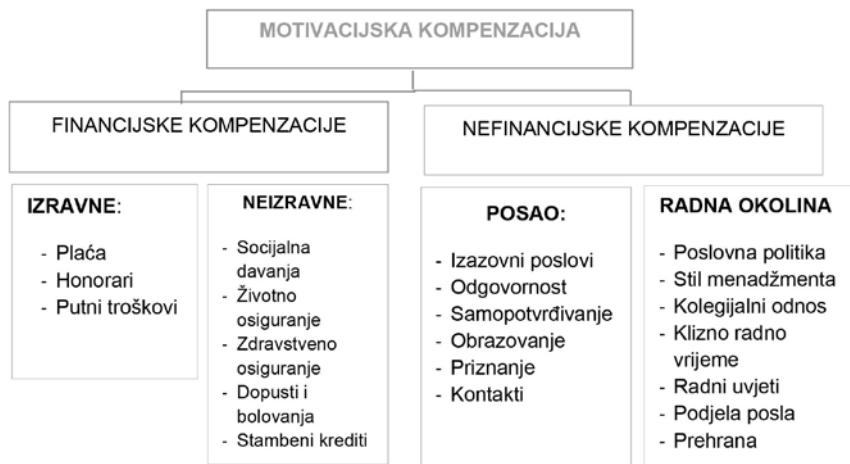 MOTIVACIJSKA KOMPENZACIJA
FINANCIJSKE KOMPENZACIJE
NEFINANCIJSKE KOMPENZACIJE
IZRAVNE:
- Plaća
- Honorari
- Putni troškovi
NEIZRAVNE:
- Socijalna
davanja
- Životno
osiguranje
- Zdravstveno
osiguranje
- Dopusti i
bolovanja
- Stambeni krediti
POSAO:
- Izazovni poslovi
- Odgovornost
- Samopotvrđivanje
- Obrazovanje
- Priznanje
- Kontakti
RADNA OKOLINA
- Poslovna politika
- Stil menadžmenta
- Kolegijalni odnos
- Klizno radno
vrijeme
- Radni uvjeti
- Podjela posla
- Prehrana